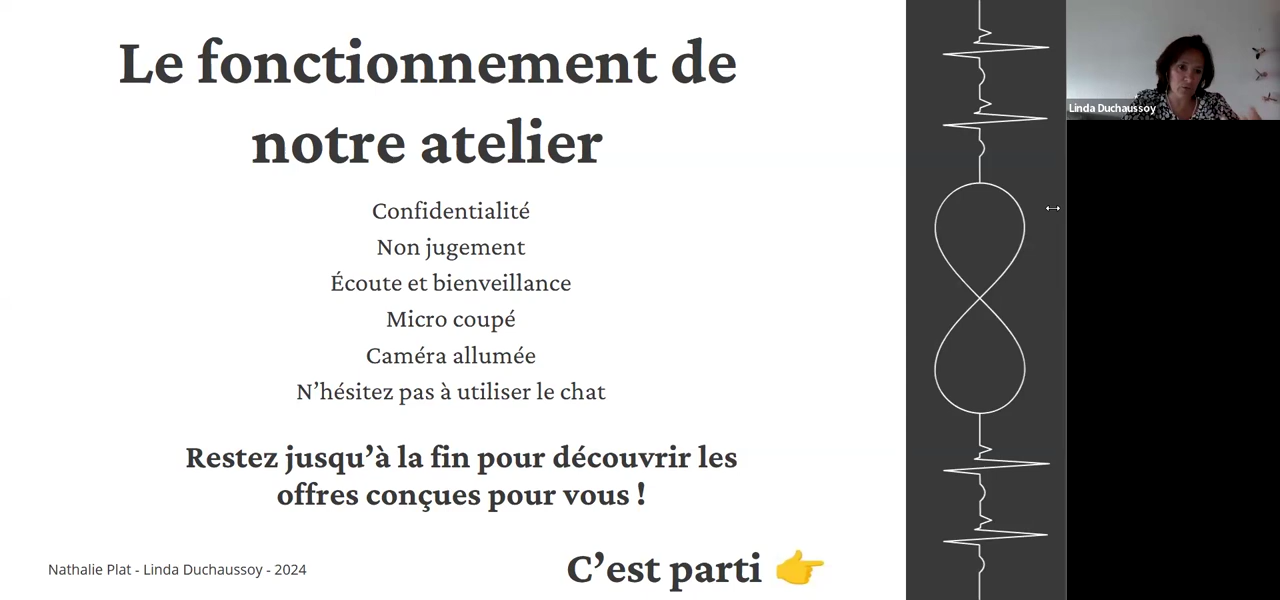 Le fonctionnement de
notre atelier
Confidentialité
Non jugement
Écoute et bienveillance
Micro coupé
Caméra allumée
N’hésitez pas à utiliser le chat
Restez jusqu’à la fin pour découvrir les
offres conçues pour vous !
C’est parti 👉
Nathalie Plat - Linda Duchaussoy - 2024
Linda Duchaussoy